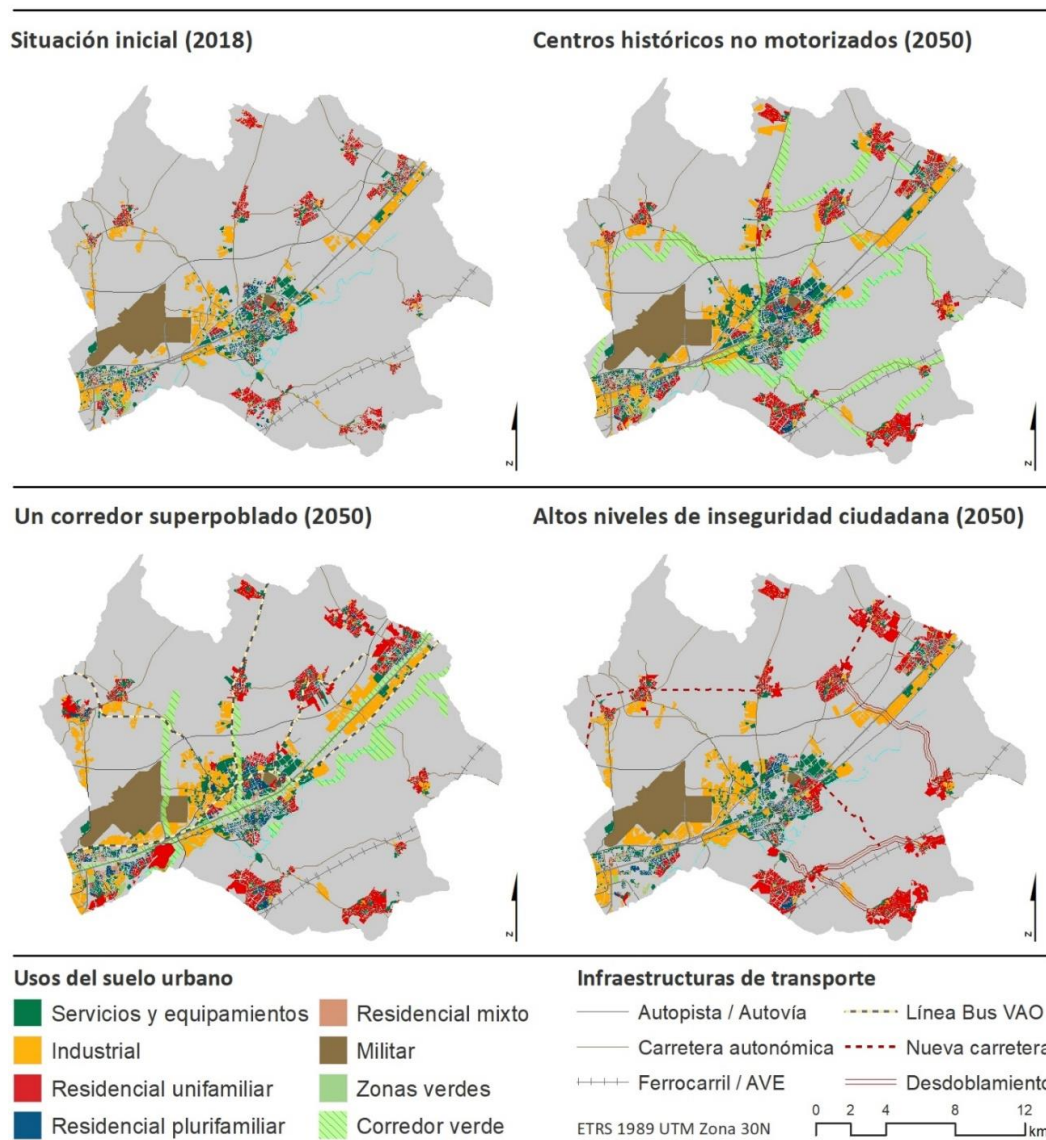 Situación inicial (2018)
Centros históricos no motorizados (2050)
z
z
Un corredor superpoblado (2050)
Altos niveles de inseguridad ciudadana (2050)
z
z
Usos del suelo urbano
Servicios y equipamientos
Industrial
Residencial unifamiliar
Residencial plurifamiliar
Residencial mixto
Militar
Zonas verdes
Corredor verde
Infraestructuras de transporte
Autopista / Autovía
Carretera autonómica
Ferrocarril / AVE
Línea Bus VAO
Nueva carretera
Desdoblamiento
ETRS 1989 UTM Zona 30N
0 2 4 8 12
km